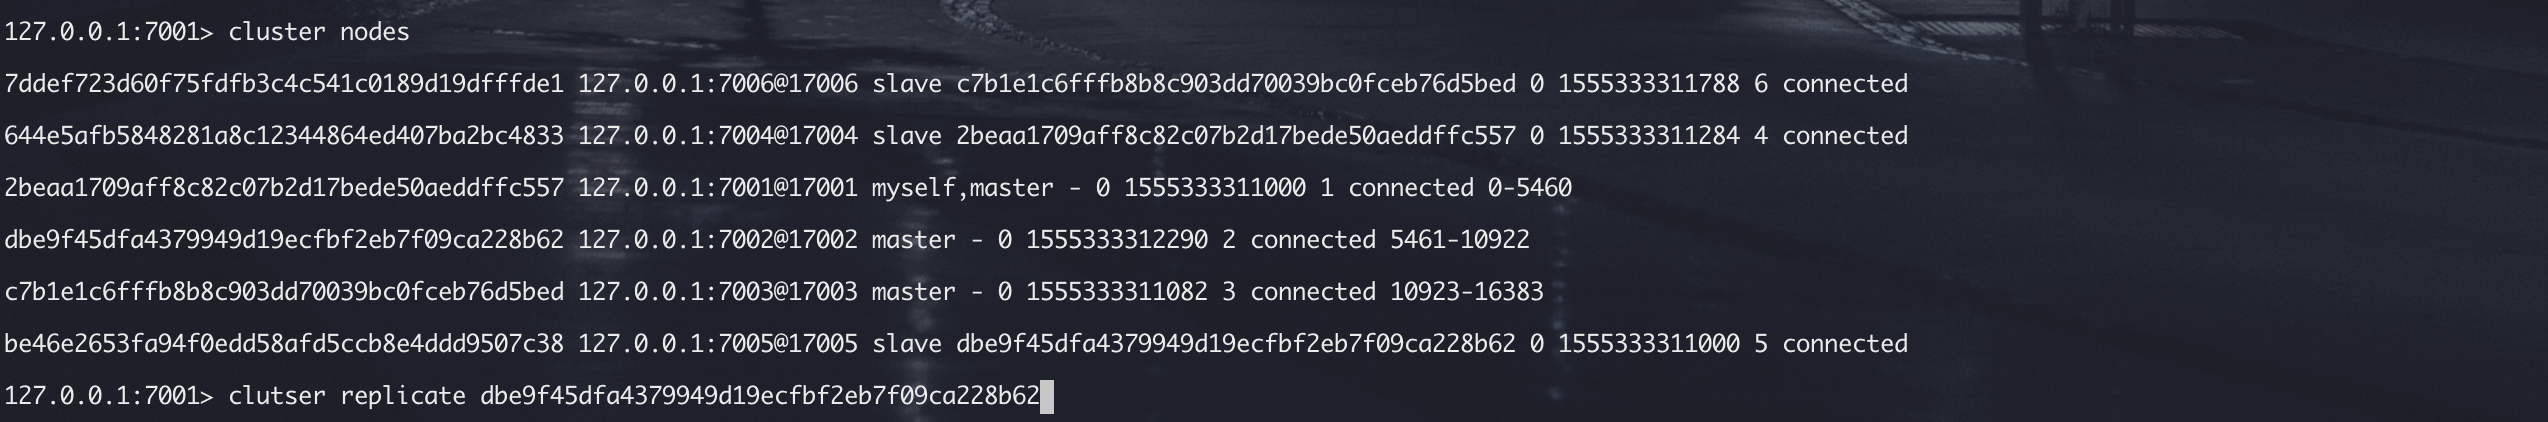 127.0.0.1:7001> cluster nodes
7ddef723d60f75fdfb3c4c541c0189d19dfffde1 127.0.0.1:7006@17006 slave c7b1e1c6fffb8b8c903dd70039bc0fceb76d5bed 0 1555333311788 6 connected
644e5afb5848281a8c12344864ed407ba2bc4833 127.0.0.1:7004@17004 slave 2beaa1709aff8c82c07b2d17bede50aeddffc557 0 1555333311284 4 connected
2beaa1709aff8c82c07b2d17bede50aeddffc557 127.0.0.1:7001@17001 myself,master - 0 1555333311000 1 connected 0-5460
dbe9f45dfa4379949d19ecfbf2eb7f09ca228b62 127.0.0.1:7002@17002 master - 0 1555333312290 2 connected 5461-10922
c7b1e1c6fffb8b8c903dd70039bc0fceb76d5bed 127.0.0.1:7003@17003 master - 0 1555333311082 3 connected 10923-16383
be46e2653fa94f0edd58afd5ccb8e4ddd9507c38 127.0.0.1:7005@17005 slave dbe9f45dfa4379949d19ecfbf2eb7f09ca228b62 0 1555333311000 5 connected
127.0.0.1:7001> clutser replicate dbe9f45dfa4379949d19ecfbf2eb7f09ca228b62